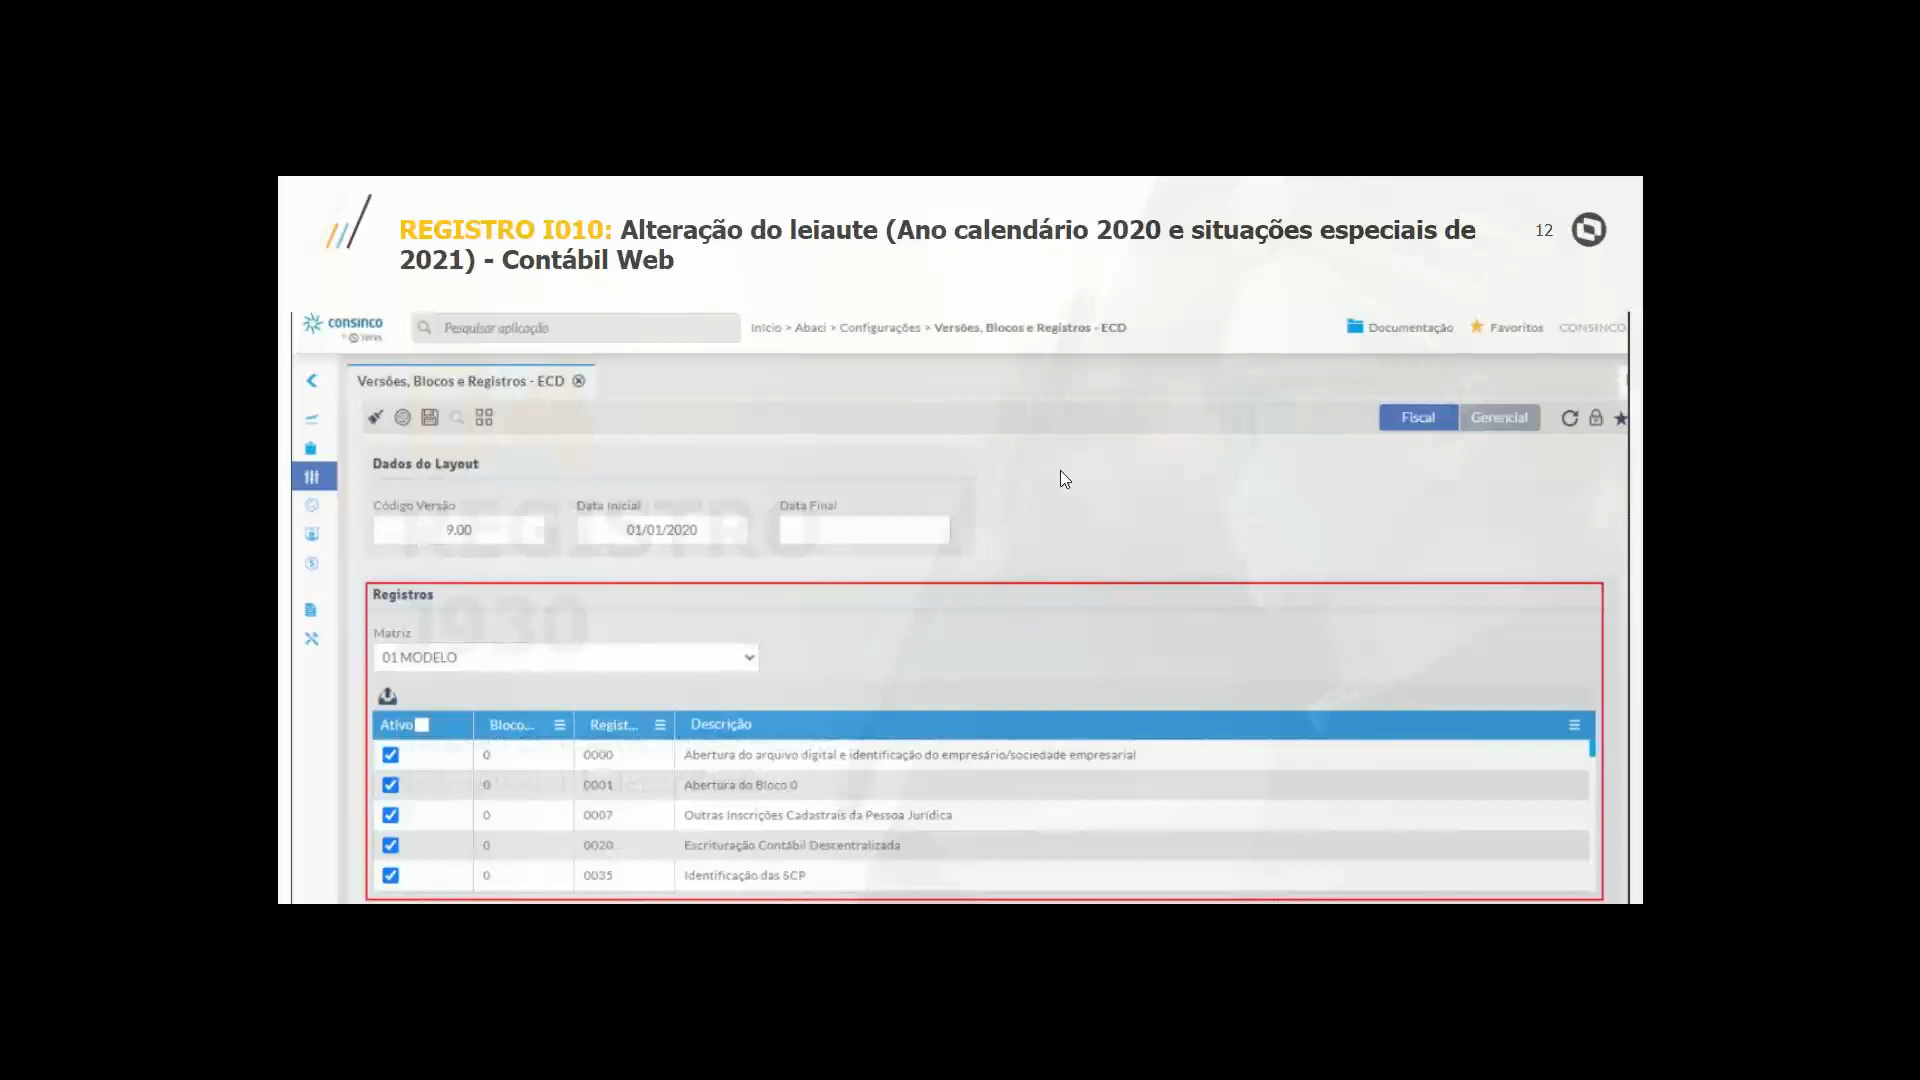 REGISTRO I010: Alteração do leiaute (Ano calendário 2020 e situações especiais de
2021) - Contábil Web
12
consinco
Pesquisar aplicação
Início > Abaci > Configurações > Versões, Blocos e Registros - ECD
Documentação
Favoritos
CONSINCO
Versões, Blocos e Registros - ECD
Fiscal
Gerencial
Dados do Layout
Código Versão
Data Inicial
Data Final
9.00
01/01/2020
REGISTRO
1930
Registros
Matriz
01 MODELO
Ativo
Bloco...
Regist...
Descrição
0
0000
Abertura do arquivo digital e identificação do empresário/sociedade empresarial
0
0001
Abertura do Bloco 0
0
0007
Outras Inscrições Cadastrais da Pessoa Jurídica
0
0020
Escrituração Contábil Descentralizada
0
0035
Identificação das SCP